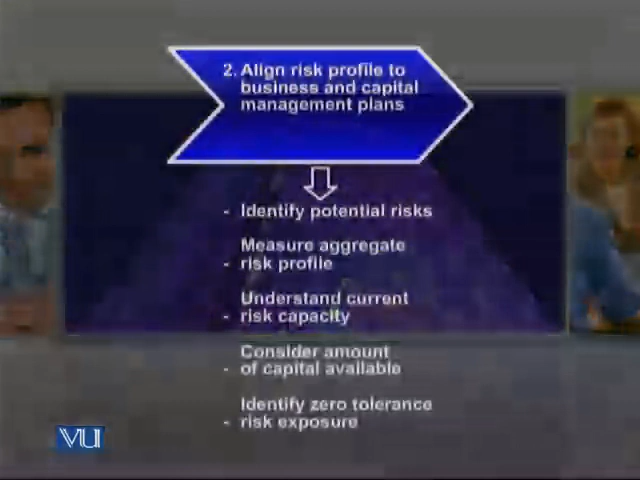 2. Align risk profile to
business and capital
management plans
- Identify potential risks
Measure aggregate
- risk profile
Understand current
- risk capacity
Consider amount
- of capital available
Identify zero tolerance
- risk exposure
VU